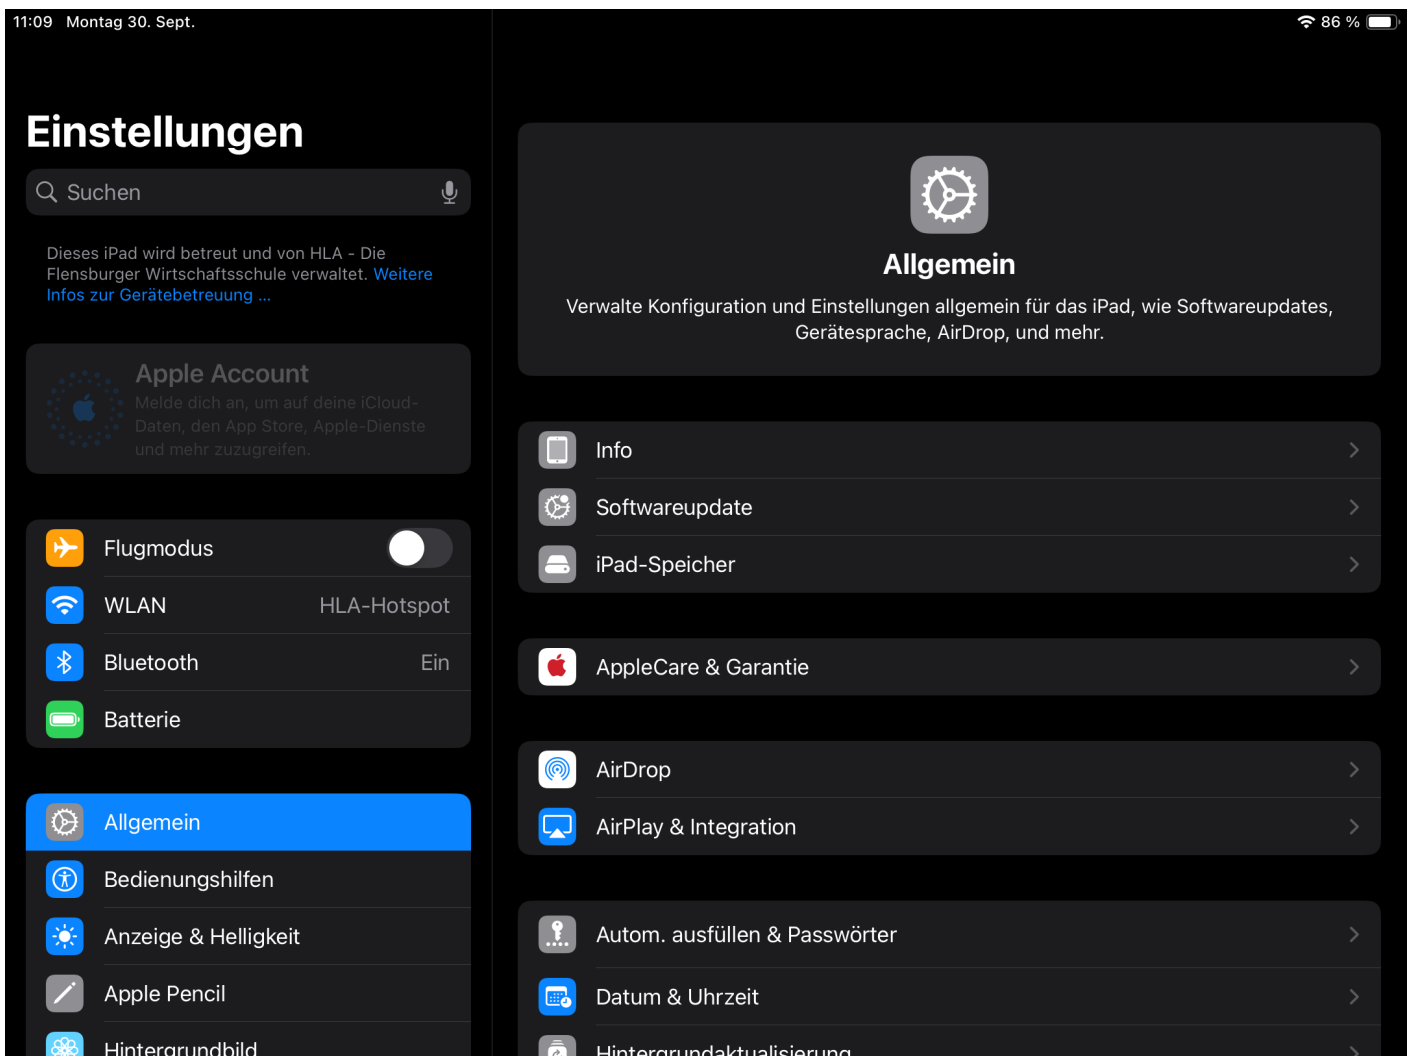 11:09 Montag 30. Sept.
86 %
Einstellungen
Suchen
Dieses iPad wird betreut und von HLA - Die
Flensburger Wirtschaftsschule verwaltet. Weitere
Infos zur Gerätebetreuung ...
Apple Account
Melde dich an, um auf deine iCloud-
Daten, den App Store, Apple-Dienste
und mehr zuzugreifen.
Flugmodus
WLAN HLA-Hotspot
Bluetooth Ein
Batterie
Allgemein
Bedienungshilfen
Anzeige & Helligkeit
Apple Pencil
Hintergrundbild
Allgemein
Verwalte Konfiguration und Einstellungen allgemein für das iPad, wie Softwareupdates,
Gerätesprache, AirDrop, und mehr.
Info
Softwareupdate
iPad-Speicher
AppleCare & Garantie
AirDrop
AirPlay & Integration
Autom. ausfüllen & Passwörter
Datum & Uhrzeit
Hintergrundaktualisierung